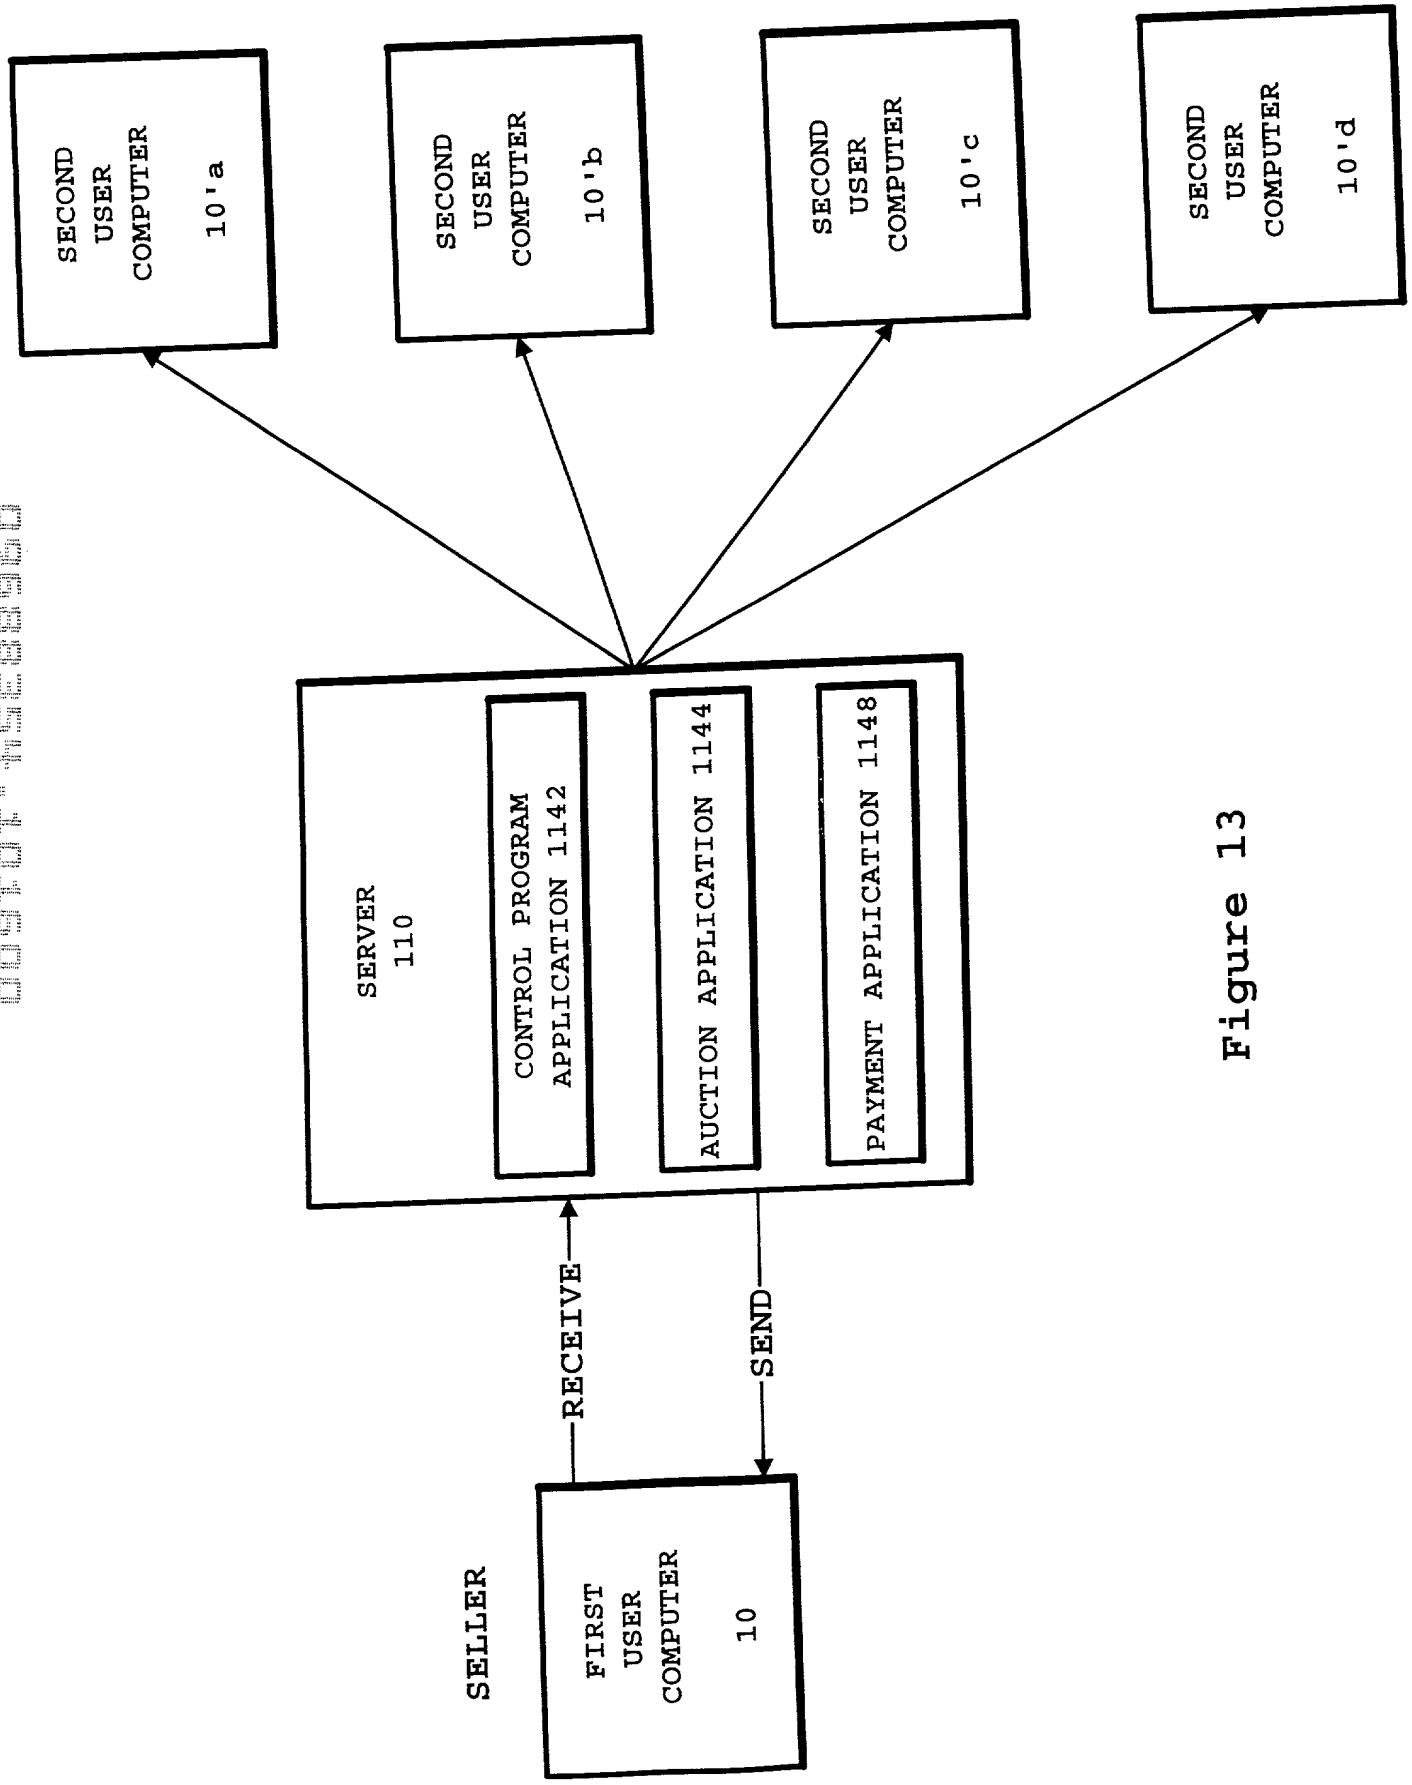 SELLER
FIRST
USER
COMPUTER
10
RECEIVE
SEND
SERVER
110
CONTROL PROGRAM
APPLICATION 1142
AUCTION APPLICATION 1144
PAYMENT APPLICATION 1148
SECOND
USER
COMPUTER
10'a
SECOND
USER
COMPUTER
10'b
SECOND
USER
COMPUTER
10'c
SECOND
USER
COMPUTER
10'd
Figure 13